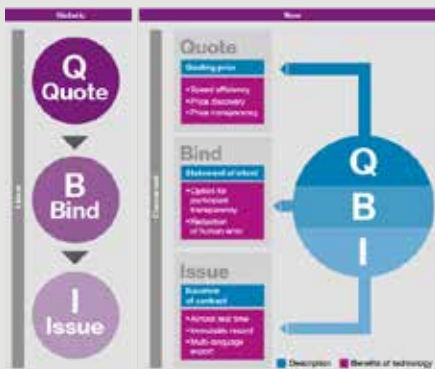 Historic
Now
Linear
Q
Quote
B
Bind
I
Issue
Quote
Quoting price
• Speed efficiency
• Price discovery
• Price transparency
Bind
Statement of intent
• Option for
participant
transparency
• Reduction
of human error
Issue
Issuance
of contract
• Almost real time
• Immutable record
• Multi-language
export
Q
B
I
Description
Benefits of technology